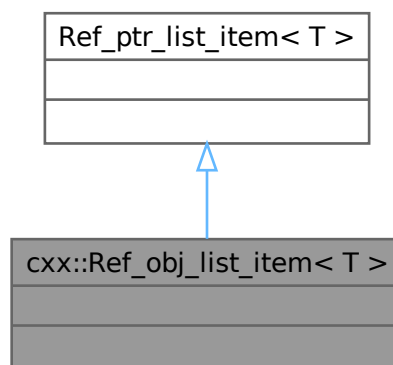 Ref_ptr_list_item< T >
cxx::Ref_obj_list_item< T >